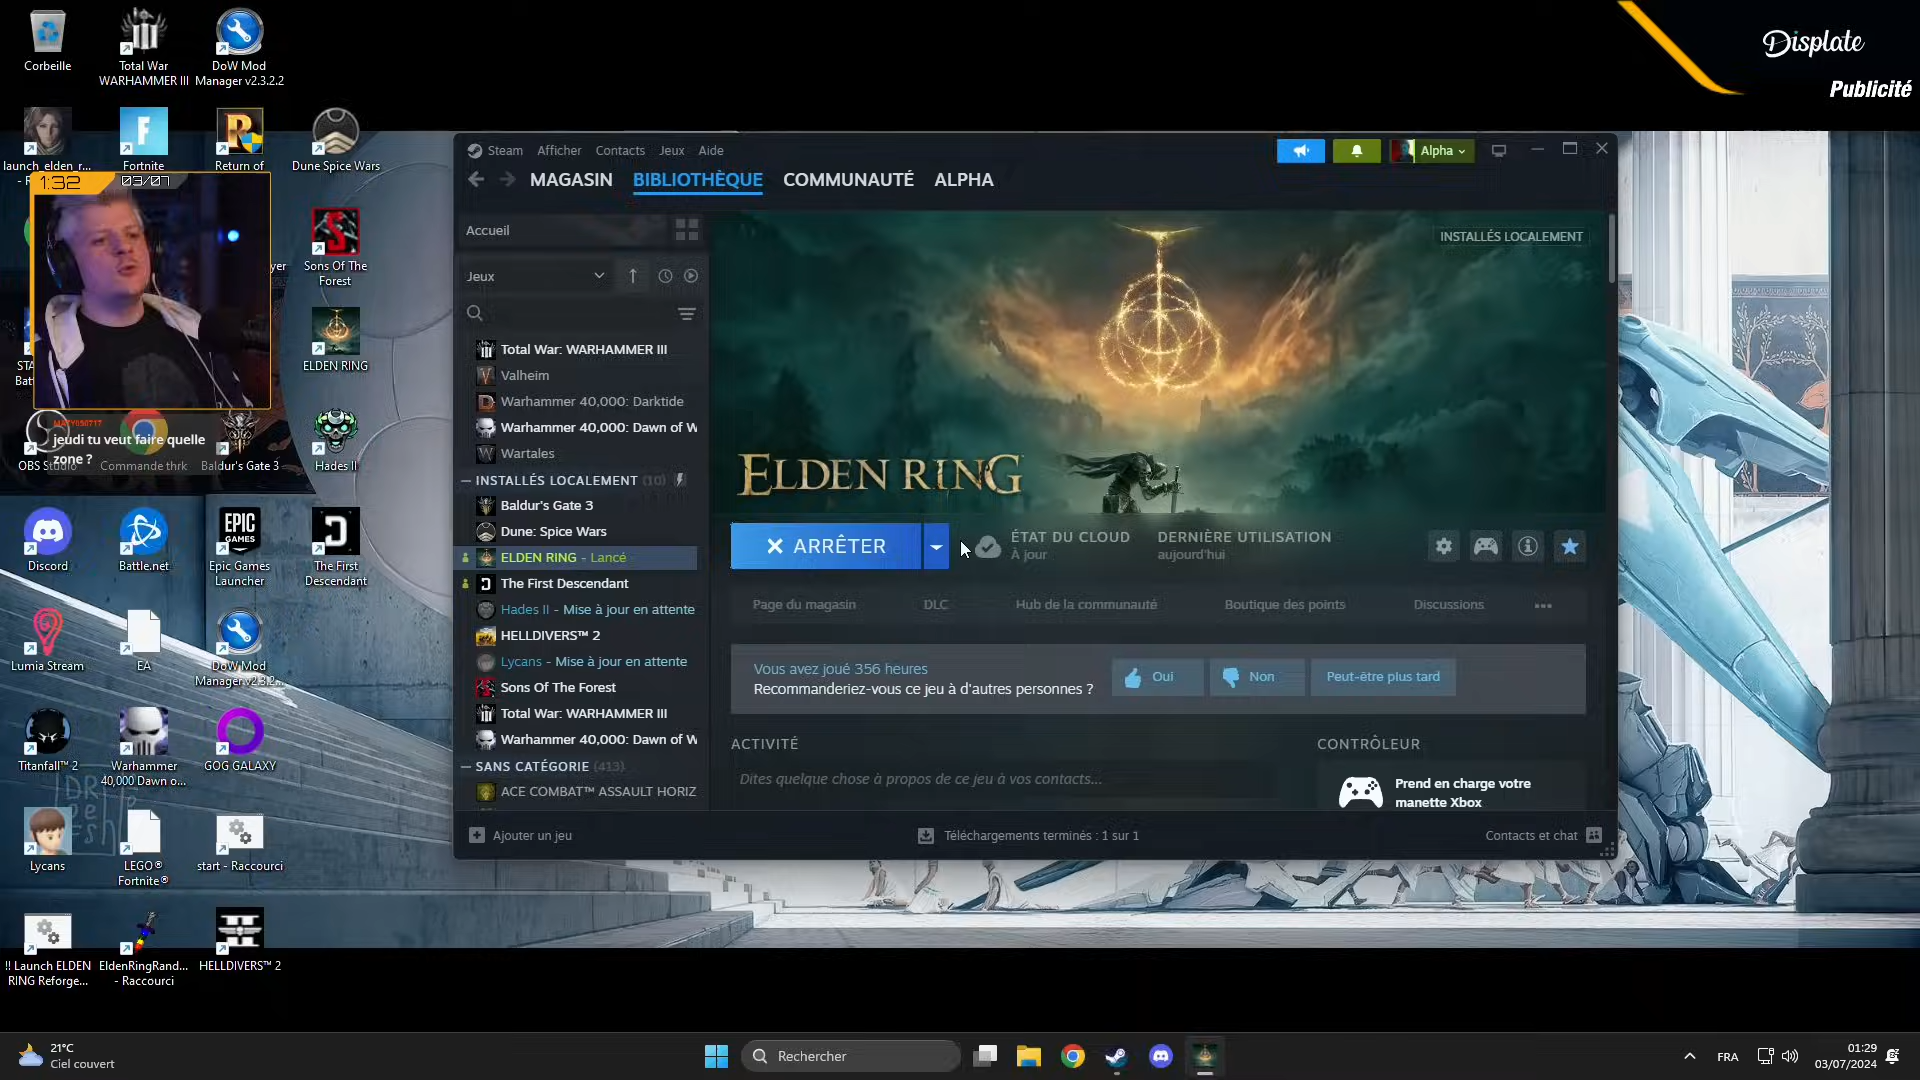 Corbeille
Total War
WARHAMMER III
DoW Mod
Manager v2.3.2.2
Displate
Publicité
launch_elden_r...
Fortnite
Return of
Dune Spice Wars
1:32
03/07
Sons Of The
Forest
ELDEN RING
jeudi tu veut faire quelle
zone ?
OBS Studio
Commande thrk
Baldur's Gate 3
Hades II
Discord
Battle.net
Epic Games
Launcher
The First
Descendant
Lumia Stream
EA
DoW Mod
Manager v2.3.2...
Titanfall™ 2
Warhammer
40,000 Dawn o...
GOG GALAXY
Lycans
LEGO®
Fortnite®
start - Raccourci
!! Launch ELDEN
RING Reforge...
EldenRingRand...
- Raccourci
HELLDIVERS™ 2
Steam Afficher Contacts Jeux Aide
Alpha
MAGASIN BIBLIOTHÈQUE COMMUNAUTÉ ALPHA
Accueil
Jeux
Total War: WARHAMMER III
Valheim
Warhammer 40,000: Darktide
Warhammer 40,000: Dawn of W
Wartales
INSTALLÉS LOCALEMENT (10)
Baldur's Gate 3
Dune: Spice Wars
ELDEN RING - Lancé
The First Descendant
Hades II - Mise à jour en attente
HELLDIVERS™ 2
Lycans - Mise à jour en attente
Sons Of The Forest
Total War: WARHAMMER III
Warhammer 40,000: Dawn of W
SANS CATÉGORIE (413)
ACE COMBAT™ ASSAULT HORIZ
INSTALLÉS LOCALEMENT
ELDEN RING
ARRÊTER
ÉTAT DU CLOUD
À jour
DERNIÈRE UTILISATION
aujourd'hui
Page du magasin DLC Hub de la communauté Boutique des points Discussions
Vous avez joué 356 heures
Recommanderiez-vous ce jeu à d'autres personnes ?
Oui Non Peut-être plus tard
ACTIVITÉ
Dites quelque chose à propos de ce jeu à vos contacts...
CONTRÔLEUR
Prend en charge votre
manette Xbox
Ajouter un jeu
Téléchargements terminés : 1 sur 1
Contacts et chat
21°C
Ciel couvert
Rechercher
FRA
01:29
03/07/2024